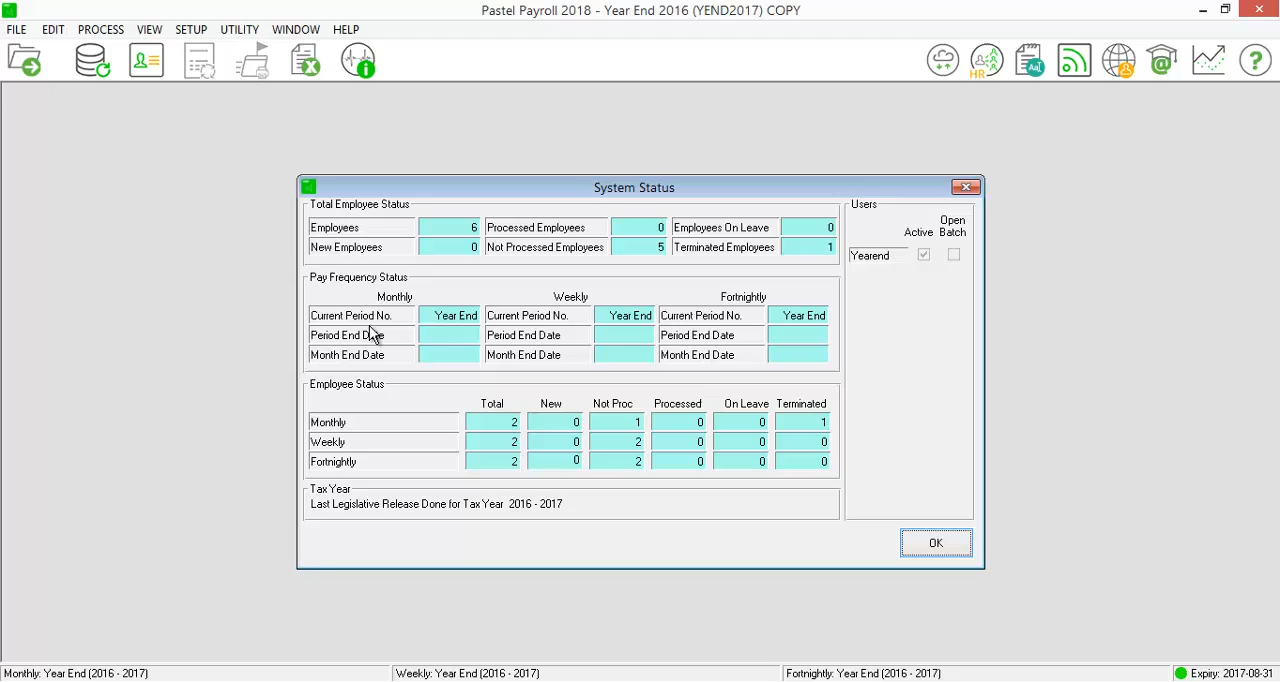 Pastel Payroll 2018 - Year End 2016 (YEND2017) COPY
FILE EDIT PROCESS VIEW SETUP UTILITY WINDOW HELP
HR Aa @ ?
System Status
Total Employee Status
Employees 6 Processed Employees 0 Employees On Leave 0
New Employees 0 Not Processed Employees 5 Terminated Employees 1
Pay Frequency Status
Monthly Weekly Fortnightly
Current Period No. Year End Current Period No. Year End Current Period No. Year End
Period End Date Period End Date Period End Date
Month End Date Month End Date Month End Date
Employee Status
Total New Not Proc Processed On Leave Terminated
Monthly 2 0 1 0 0 1
Weekly 2 0 2 0 0 0
Fortnightly 2 0 2 0 0 0
Tax Year
Last Legislative Release Done for Tax Year 2016 - 2017
Users
Active Open Batch
Yearend
OK
Monthly: Year End (2016 - 2017) Weekly: Year End (2016 - 2017) Fortnightly: Year End (2016 - 2017) Expiry: 2017-08-31